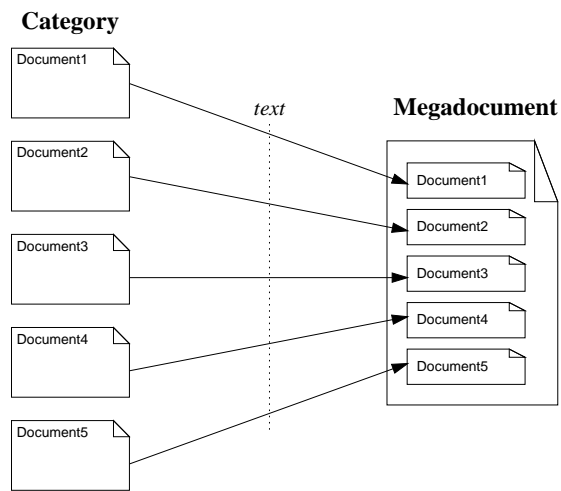 Category
Document1
Document2
Document3
Document4
Document5
text
Megadocument
Document1
Document2
Document3
Document4
Document5